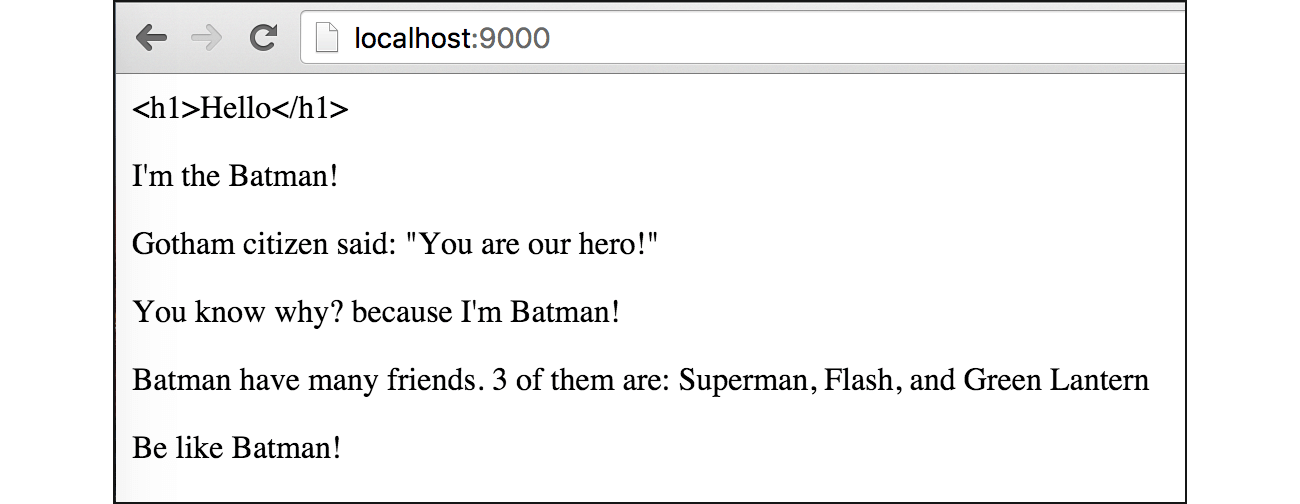 localhost:9000
<h1>Hello</h1>
I'm the Batman!
Gotham citizen said: "You are our hero!"
You know why? because I'm Batman!
Batman have many friends. 3 of them are: Superman, Flash, and Green Lantern
Be like Batman!